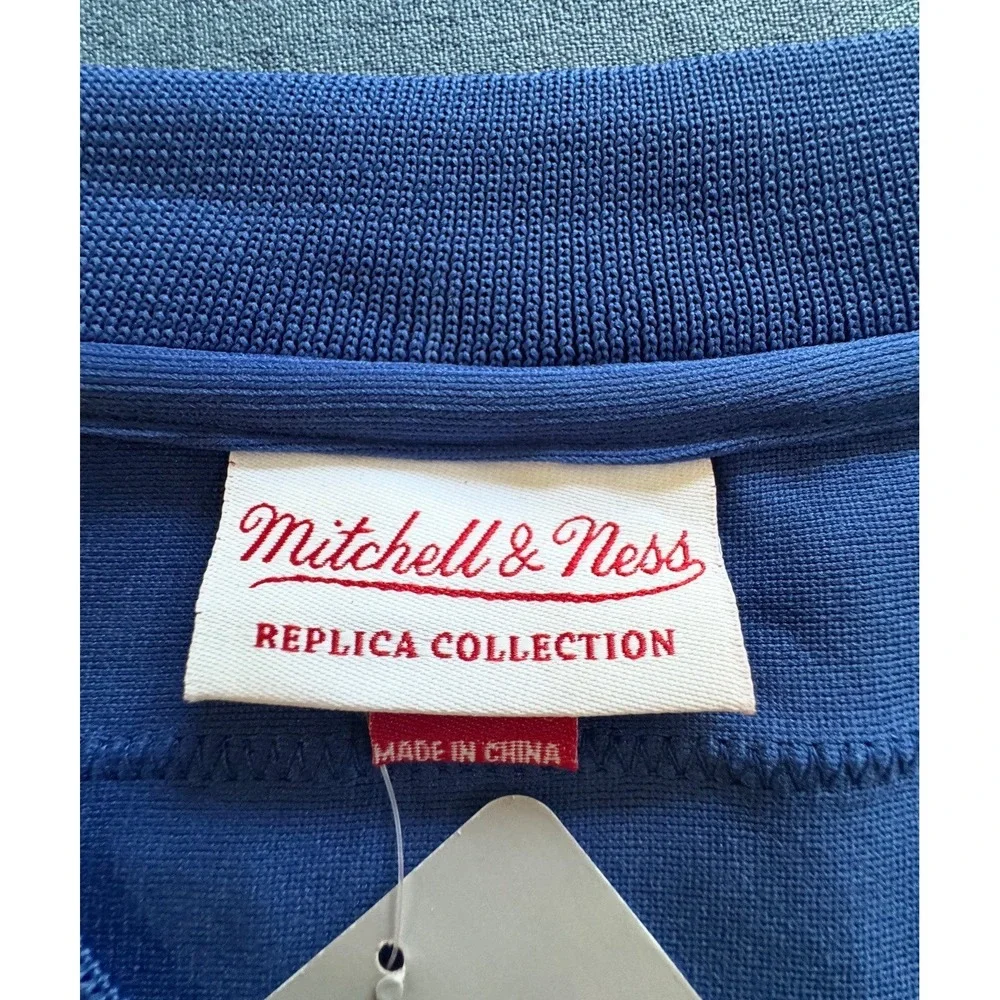 Mitchell & Ness
REPLICA COLLECTION
MADE IN CHINA